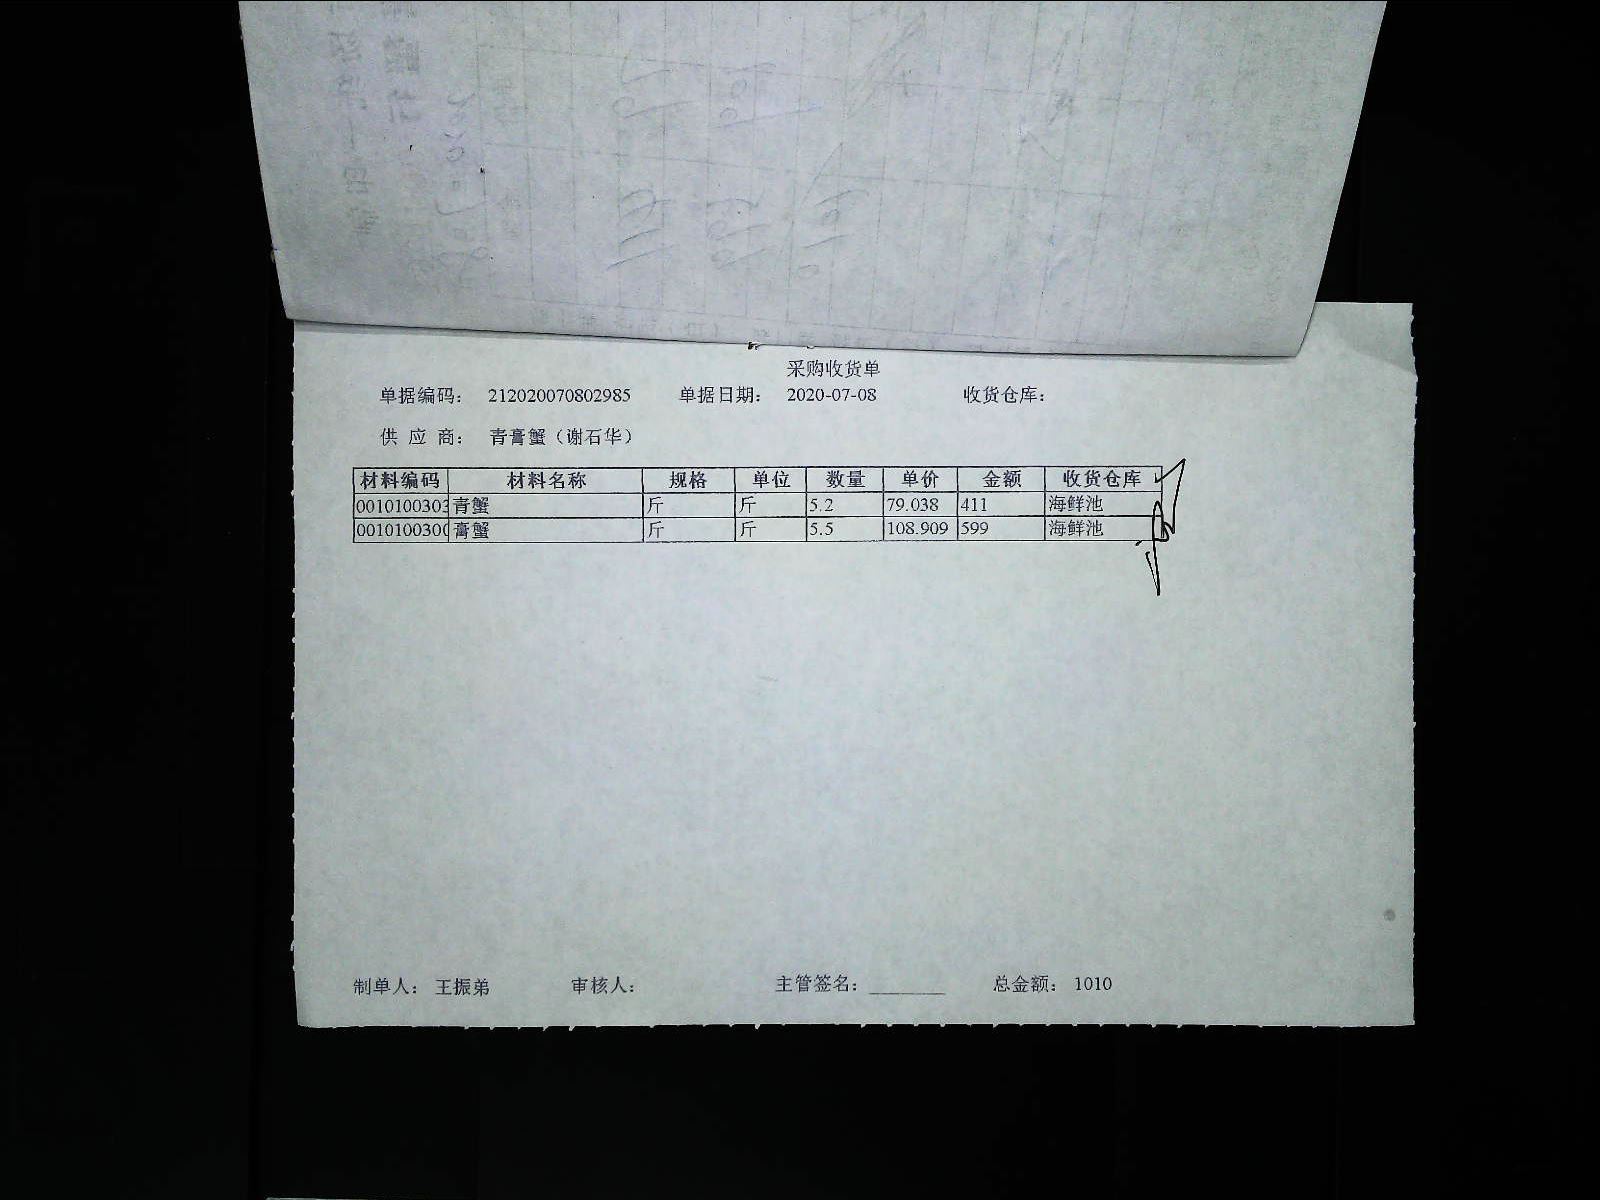 采购收货单
单据编码： 212020070802985 单据日期： 2020-07-08 收货仓库：
供 应 商： 青膏蟹（谢石华）
材料编码 材料名称 规格 单位 数量 单价 金额 收货仓库
0010100303 青蟹 斤 斤 5.2 79.038 411 海鲜池
0010100300 膏蟹 斤 斤 5.5 108.909 599 海鲜池
制单人： 王振弟 审核人： 主管签名： 总金额： 1010